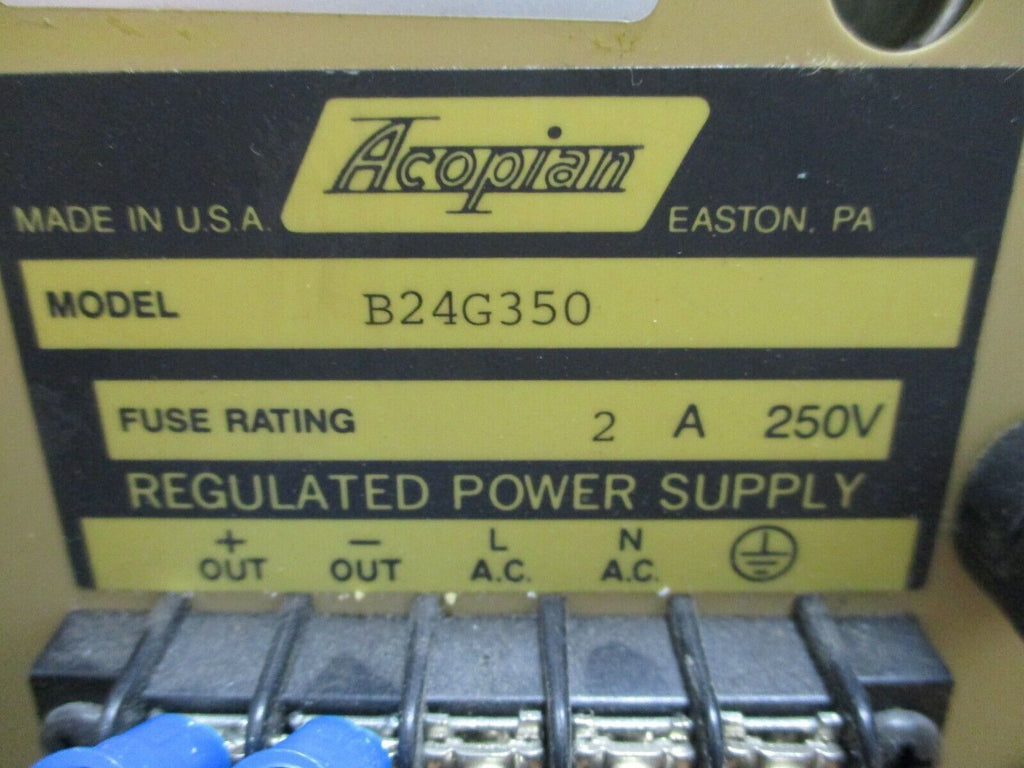 Acopian
MADE IN U.S.A.
EASTON, PA
MODEL B24G350
FUSE RATING 2 A 250V
REGULATED POWER SUPPLY
+ − L N
OUT OUT A.C. A.C.